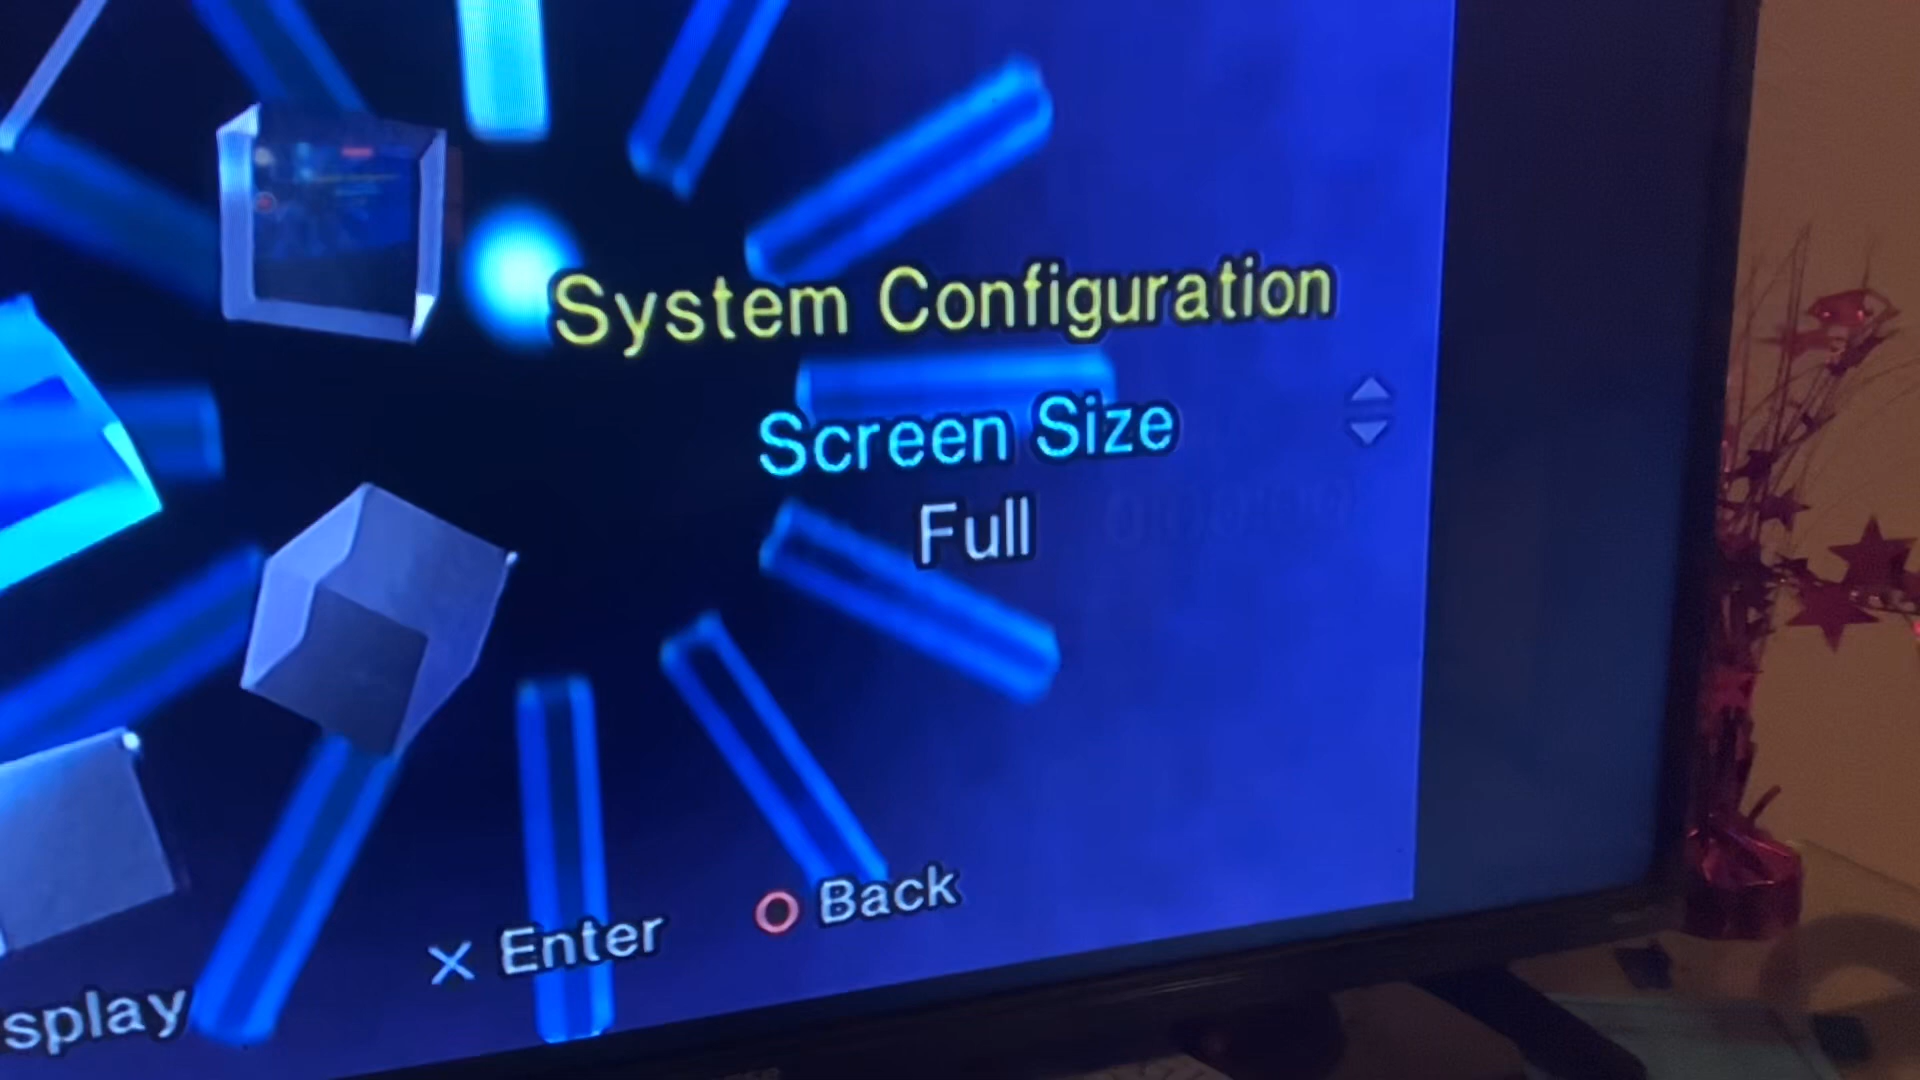 System Configuration
Screen Size
Full
X Enter
O Back
splay